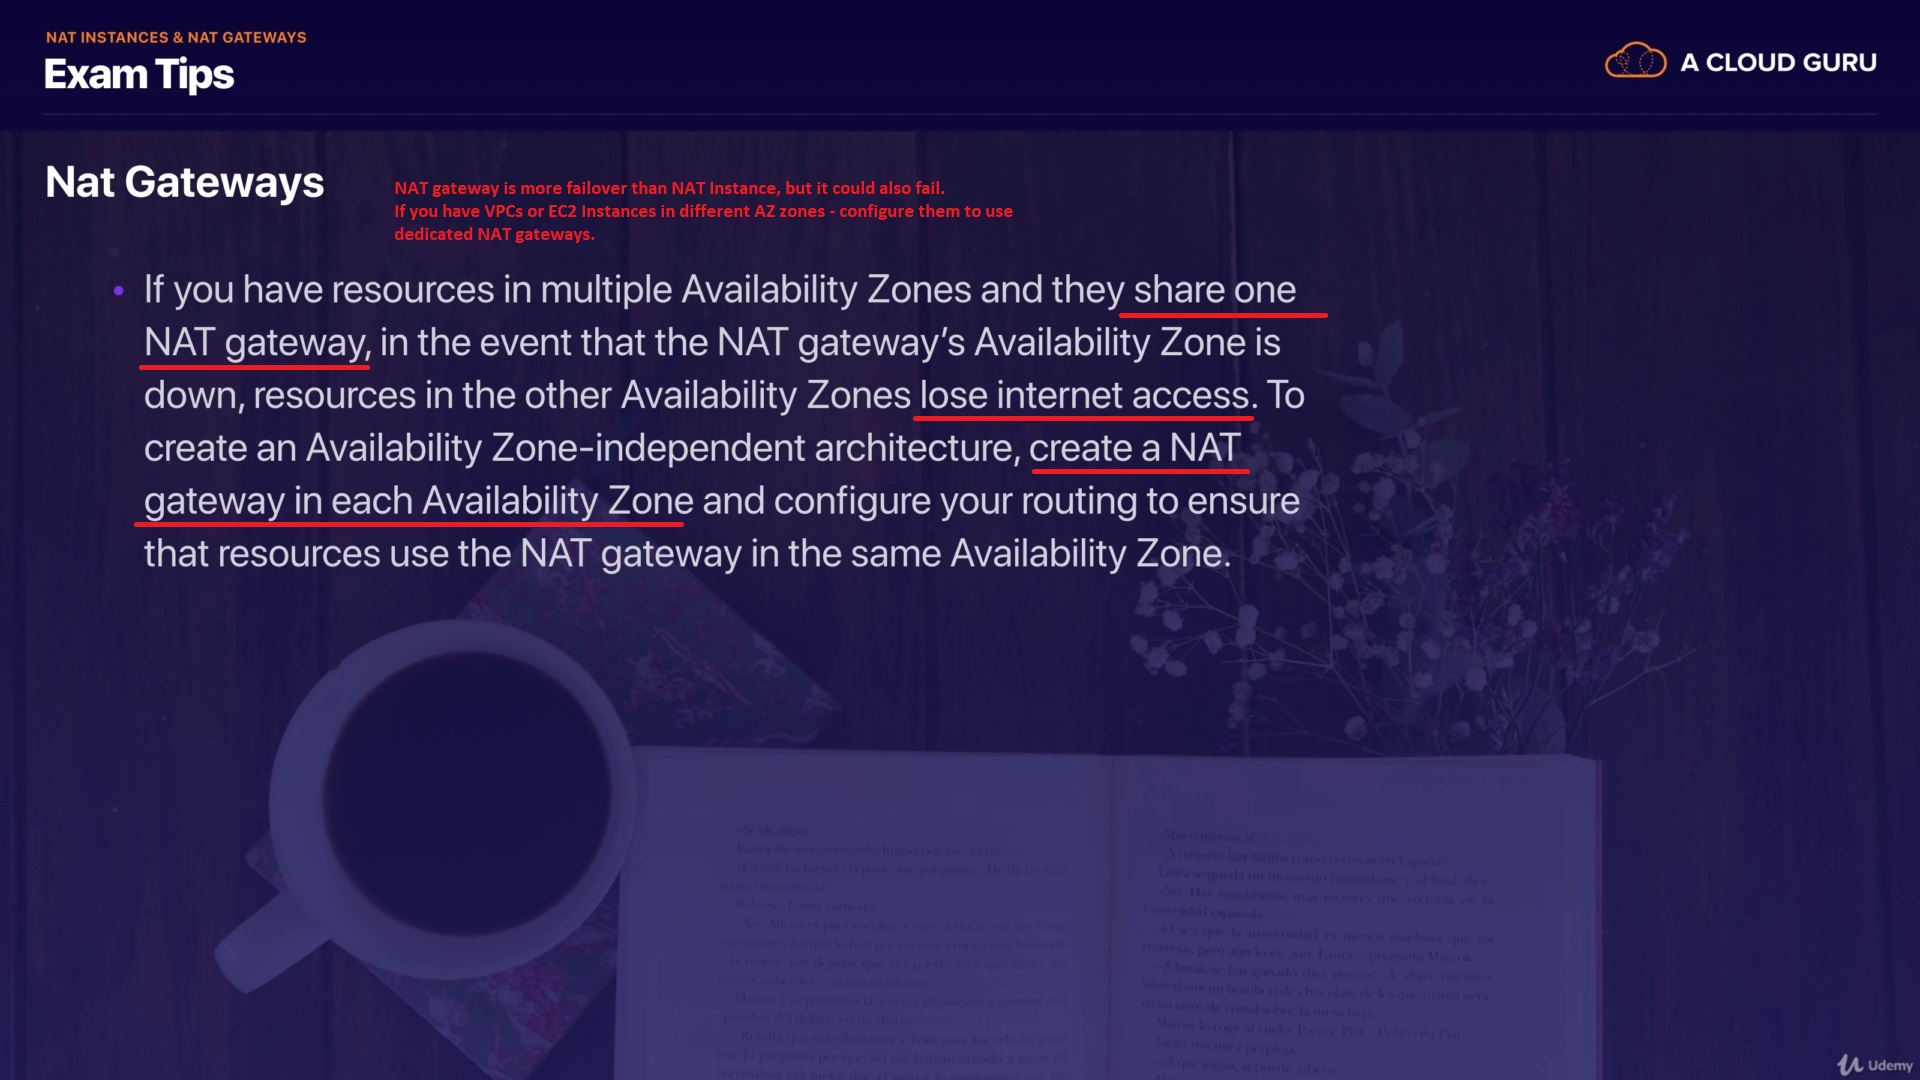 NAT INSTANCES & NAT GATEWAYS
Exam Tips
A CLOUD GURU
Nat Gateways
NAT gateway is more failover than NAT Instance, but it could also fail.
If you have VPCs or EC2 Instances in different AZ zones - configure them to use
dedicated NAT gateways.
• If you have resources in multiple Availability Zones and they share one
NAT gateway, in the event that the NAT gateway’s Availability Zone is
down, resources in the other Availability Zones lose internet access. To
create an Availability Zone-independent architecture, create a NAT
gateway in each Availability Zone and configure your routing to ensure
that resources use the NAT gateway in the same Availability Zone.
Udemy